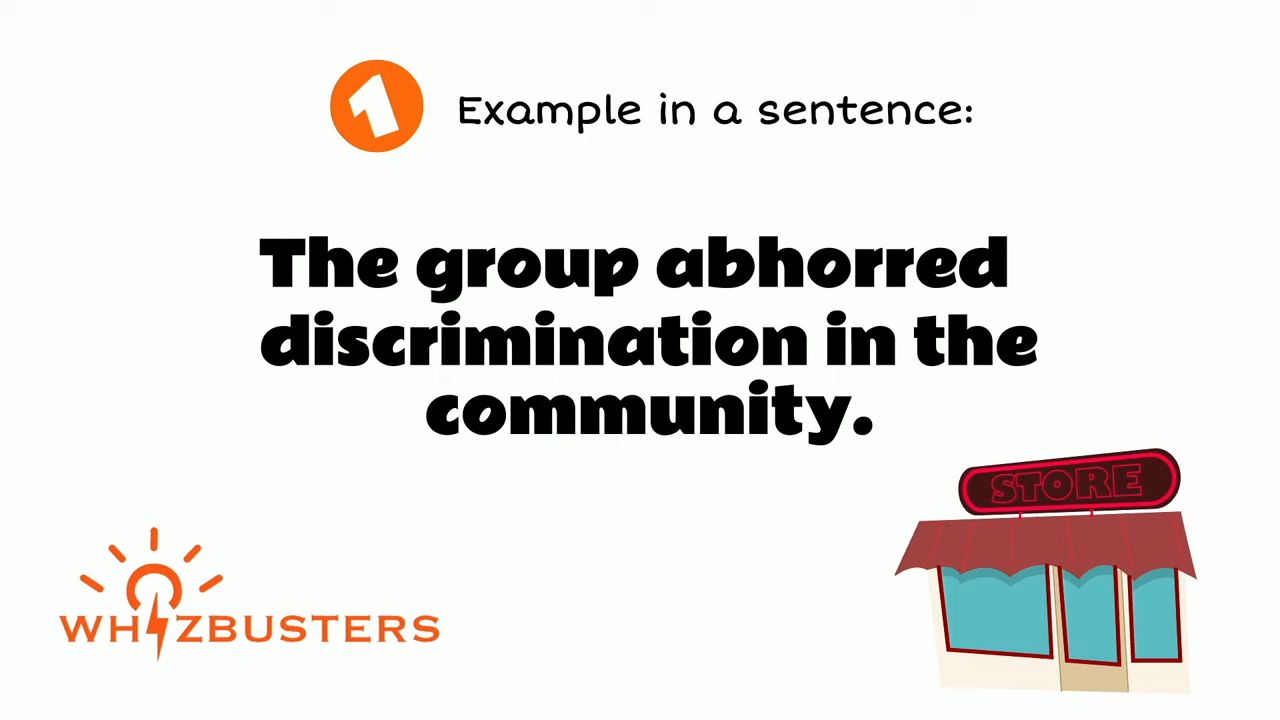 1 Example in a sentence:
The group abhorred
discrimination in the
community.
STORE
WHIZBUSTERS